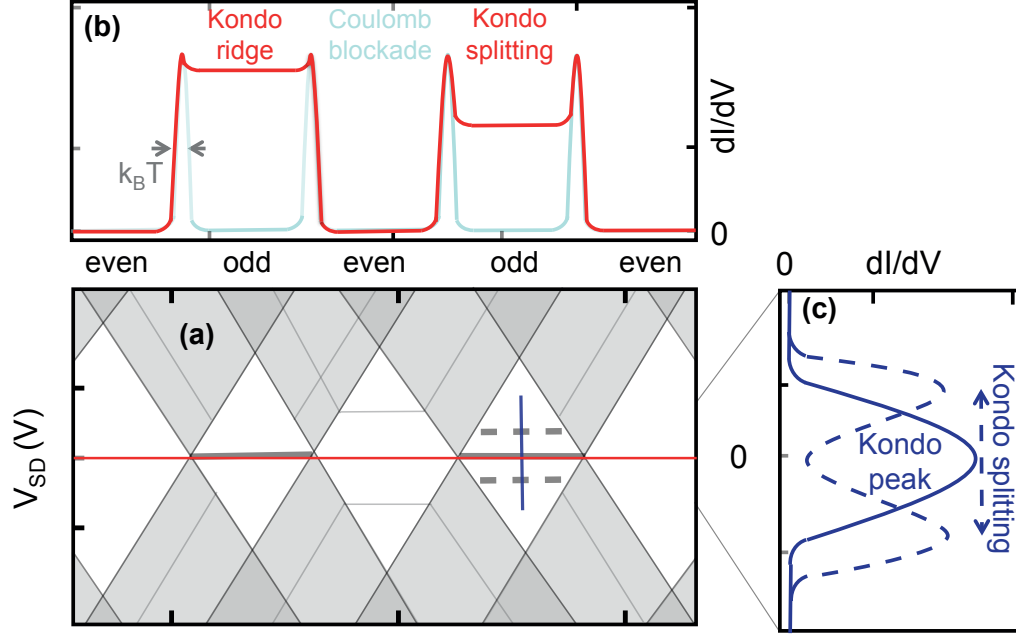 (b)
Kondo
ridge
Coulomb
blockade
Kondo
splitting
k_BT
dI/dV
0
even odd even odd even
(a)
V_SD (V)
0 dI/dV
(c)
0
Kondo
peak
Kondo splitting